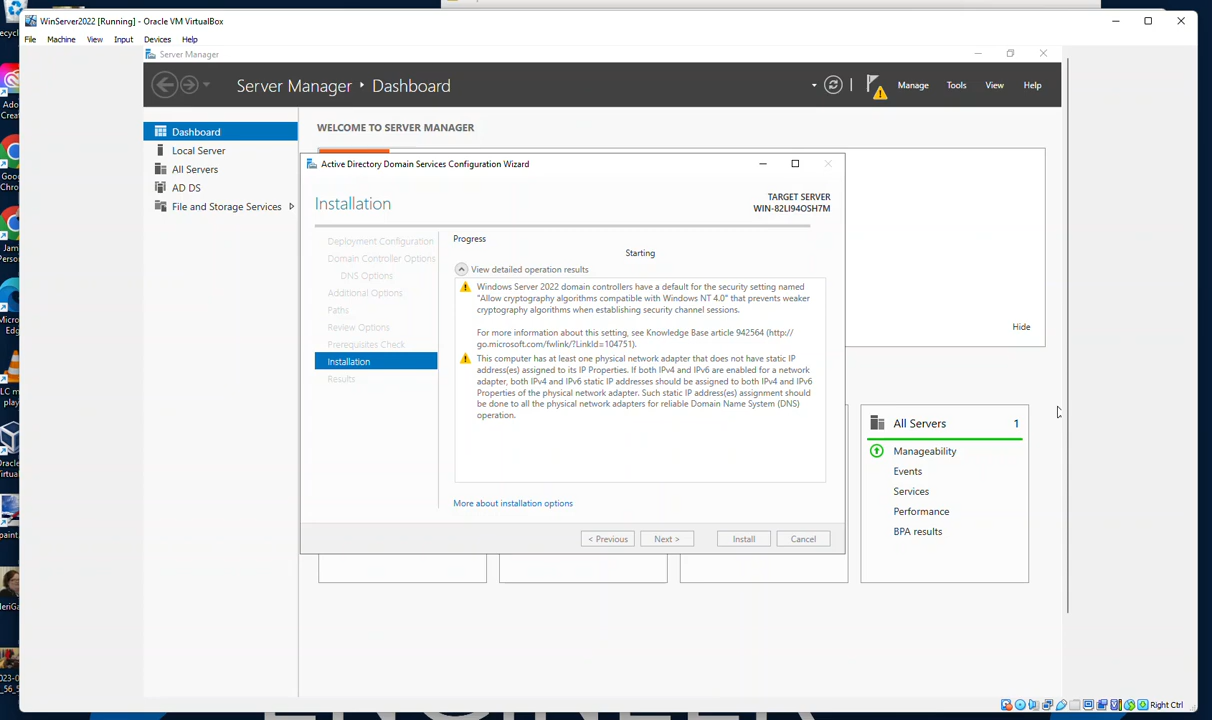 WinServer2022 [Running] - Oracle VM VirtualBox
File Machine View Input Devices Help
Server Manager
Server Manager ‣ Dashboard
Manage Tools View Help
Dashboard
Local Server
All Servers
AD DS
File and Storage Services
WELCOME TO SERVER MANAGER
Active Directory Domain Services Configuration Wizard
Installation
TARGET SERVER
WIN-82LI94OSH7M
Deployment Configuration
Domain Controller Options
DNS Options
Additional Options
Paths
Review Options
Prerequisites Check
Installation
Results
Progress
Starting
View detailed operation results
Windows Server 2022 domain controllers have a default for the security setting named
"Allow cryptography algorithms compatible with Windows NT 4.0" that prevents weaker
cryptography algorithms when establishing security channel sessions.
For more information about this setting, see Knowledge Base article 942564 (http://
go.microsoft.com/fwlink/?LinkId=104751).
This computer has at least one physical network adapter that does not have static IP
address(es) assigned to its IP Properties. If both IPv4 and IPv6 are enabled for a network
adapter, both IPv4 and IPv6 static IP addresses should be assigned to both IPv4 and IPv6
Properties of the physical network adapter. Such static IP address(es) assignment should
be done to all the physical network adapters for reliable Domain Name System (DNS)
operation.
More about installation options
< Previous Next > Install Cancel
Hide
All Servers 1
Manageability
Events
Services
Performance
BPA results
Right Ctrl